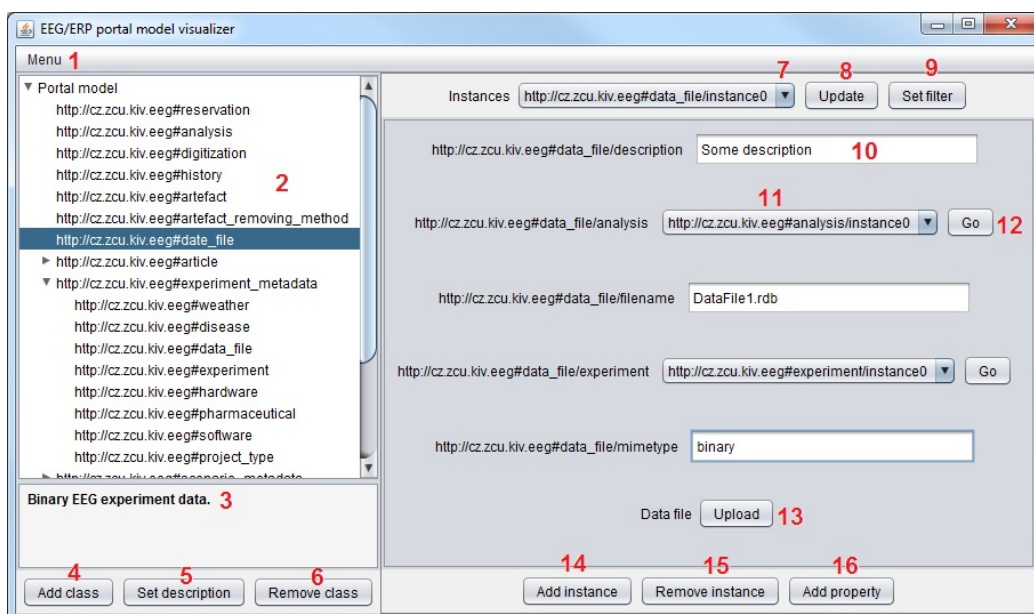 EEG/ERP portal model visualizer
Menu 1
Portal model
http://cz.zcu.kiv.eeg#reservation
http://cz.zcu.kiv.eeg#analysis
http://cz.zcu.kiv.eeg#digitization
http://cz.zcu.kiv.eeg#history
2
http://cz.zcu.kiv.eeg#artefact
http://cz.zcu.kiv.eeg#artefact_removing_method
http://cz.zcu.kiv.eeg#date_file
http://cz.zcu.kiv.eeg#article
http://cz.zcu.kiv.eeg#experiment_metadata
http://cz.zcu.kiv.eeg#weather
http://cz.zcu.kiv.eeg#disease
http://cz.zcu.kiv.eeg#data_file
http://cz.zcu.kiv.eeg#experiment
http://cz.zcu.kiv.eeg#hardware
http://cz.zcu.kiv.eeg#pharmaceutical
http://cz.zcu.kiv.eeg#software
http://cz.zcu.kiv.eeg#project_type
http://cz.zcu.kiv.eeg#scenario_metadata
Binary EEG experiment data. 3
4 5 6
Add class Set description Remove class
7 8 9
Instances http://cz.zcu.kiv.eeg#data_file/instance0 Update Set filter
http://cz.zcu.kiv.eeg#data_file/description Some description 10
11
http://cz.zcu.kiv.eeg#data_file/analysis http://cz.zcu.kiv.eeg#analysis/instance0 Go 12
http://cz.zcu.kiv.eeg#data_file/filename DataFile1.rdb
http://cz.zcu.kiv.eeg#data_file/experiment http://cz.zcu.kiv.eeg#experiment/instance0 Go
http://cz.zcu.kiv.eeg#data_file/mimetype binary
Data file Upload 13
14 15 16
Add instance Remove instance Add property